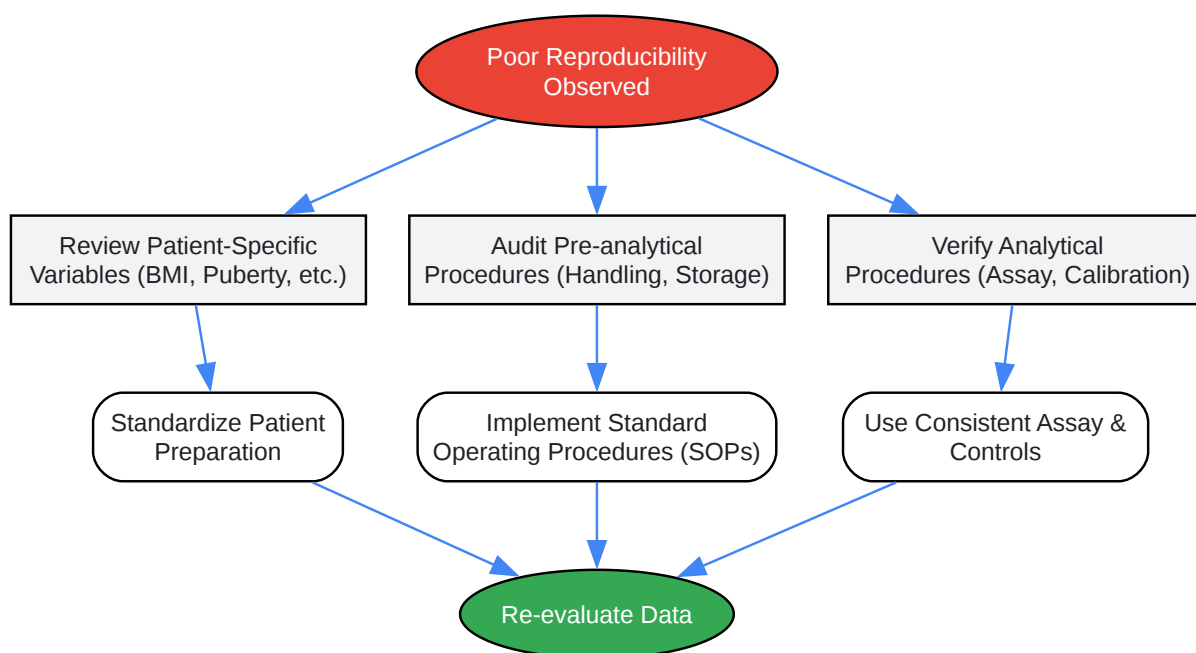 Poor Reproducibility
Observed
Review Patient-Specific
Variables (BMI, Puberty, etc.)
Audit Pre-analytical
Procedures (Handling, Storage)
Verify Analytical
Procedures (Assay, Calibration)
Standardize Patient
Preparation
Implement Standard
Operating Procedures (SOPs)
Use Consistent Assay &
Controls
Re-evaluate Data